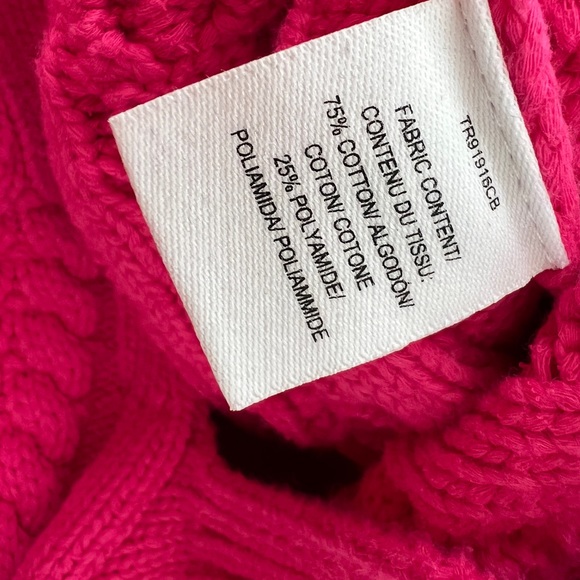 TR91916CB
FABRIC CONTENT/
CONTENU DU TISSU:
75% COTTON/ ALGODÓN/
COTON/ COTONE
25% POLYAMIDE/
POLIAMIDA/ POLIAMMIDE